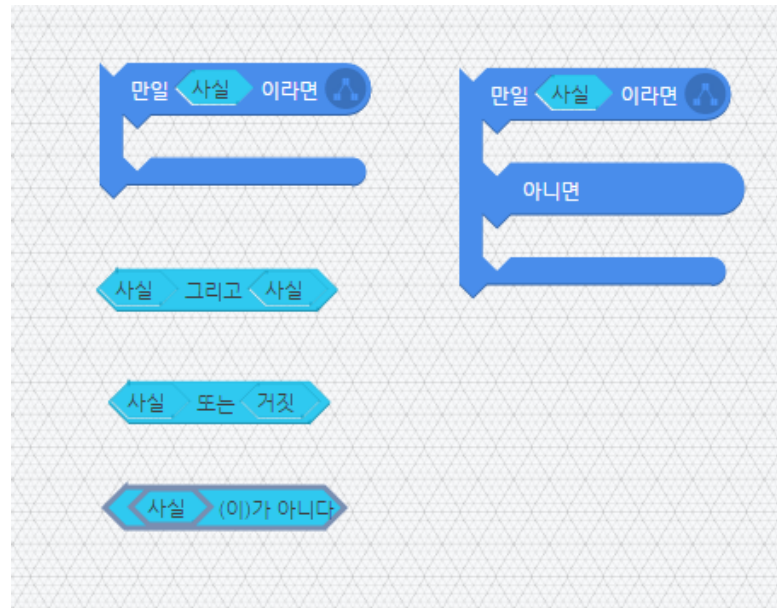 만일 사실 이라면
사실 그리고 사실
사실 또는 거짓
사실 (이)가 아니다
만일 사실 이라면
아니면